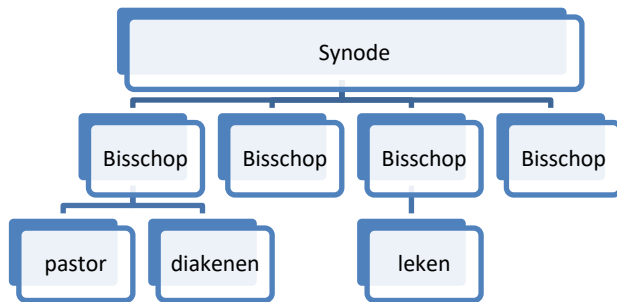 Synode
Bisschop
Bisschop
Bisschop
Bisschop
pastor
diakenen
leken